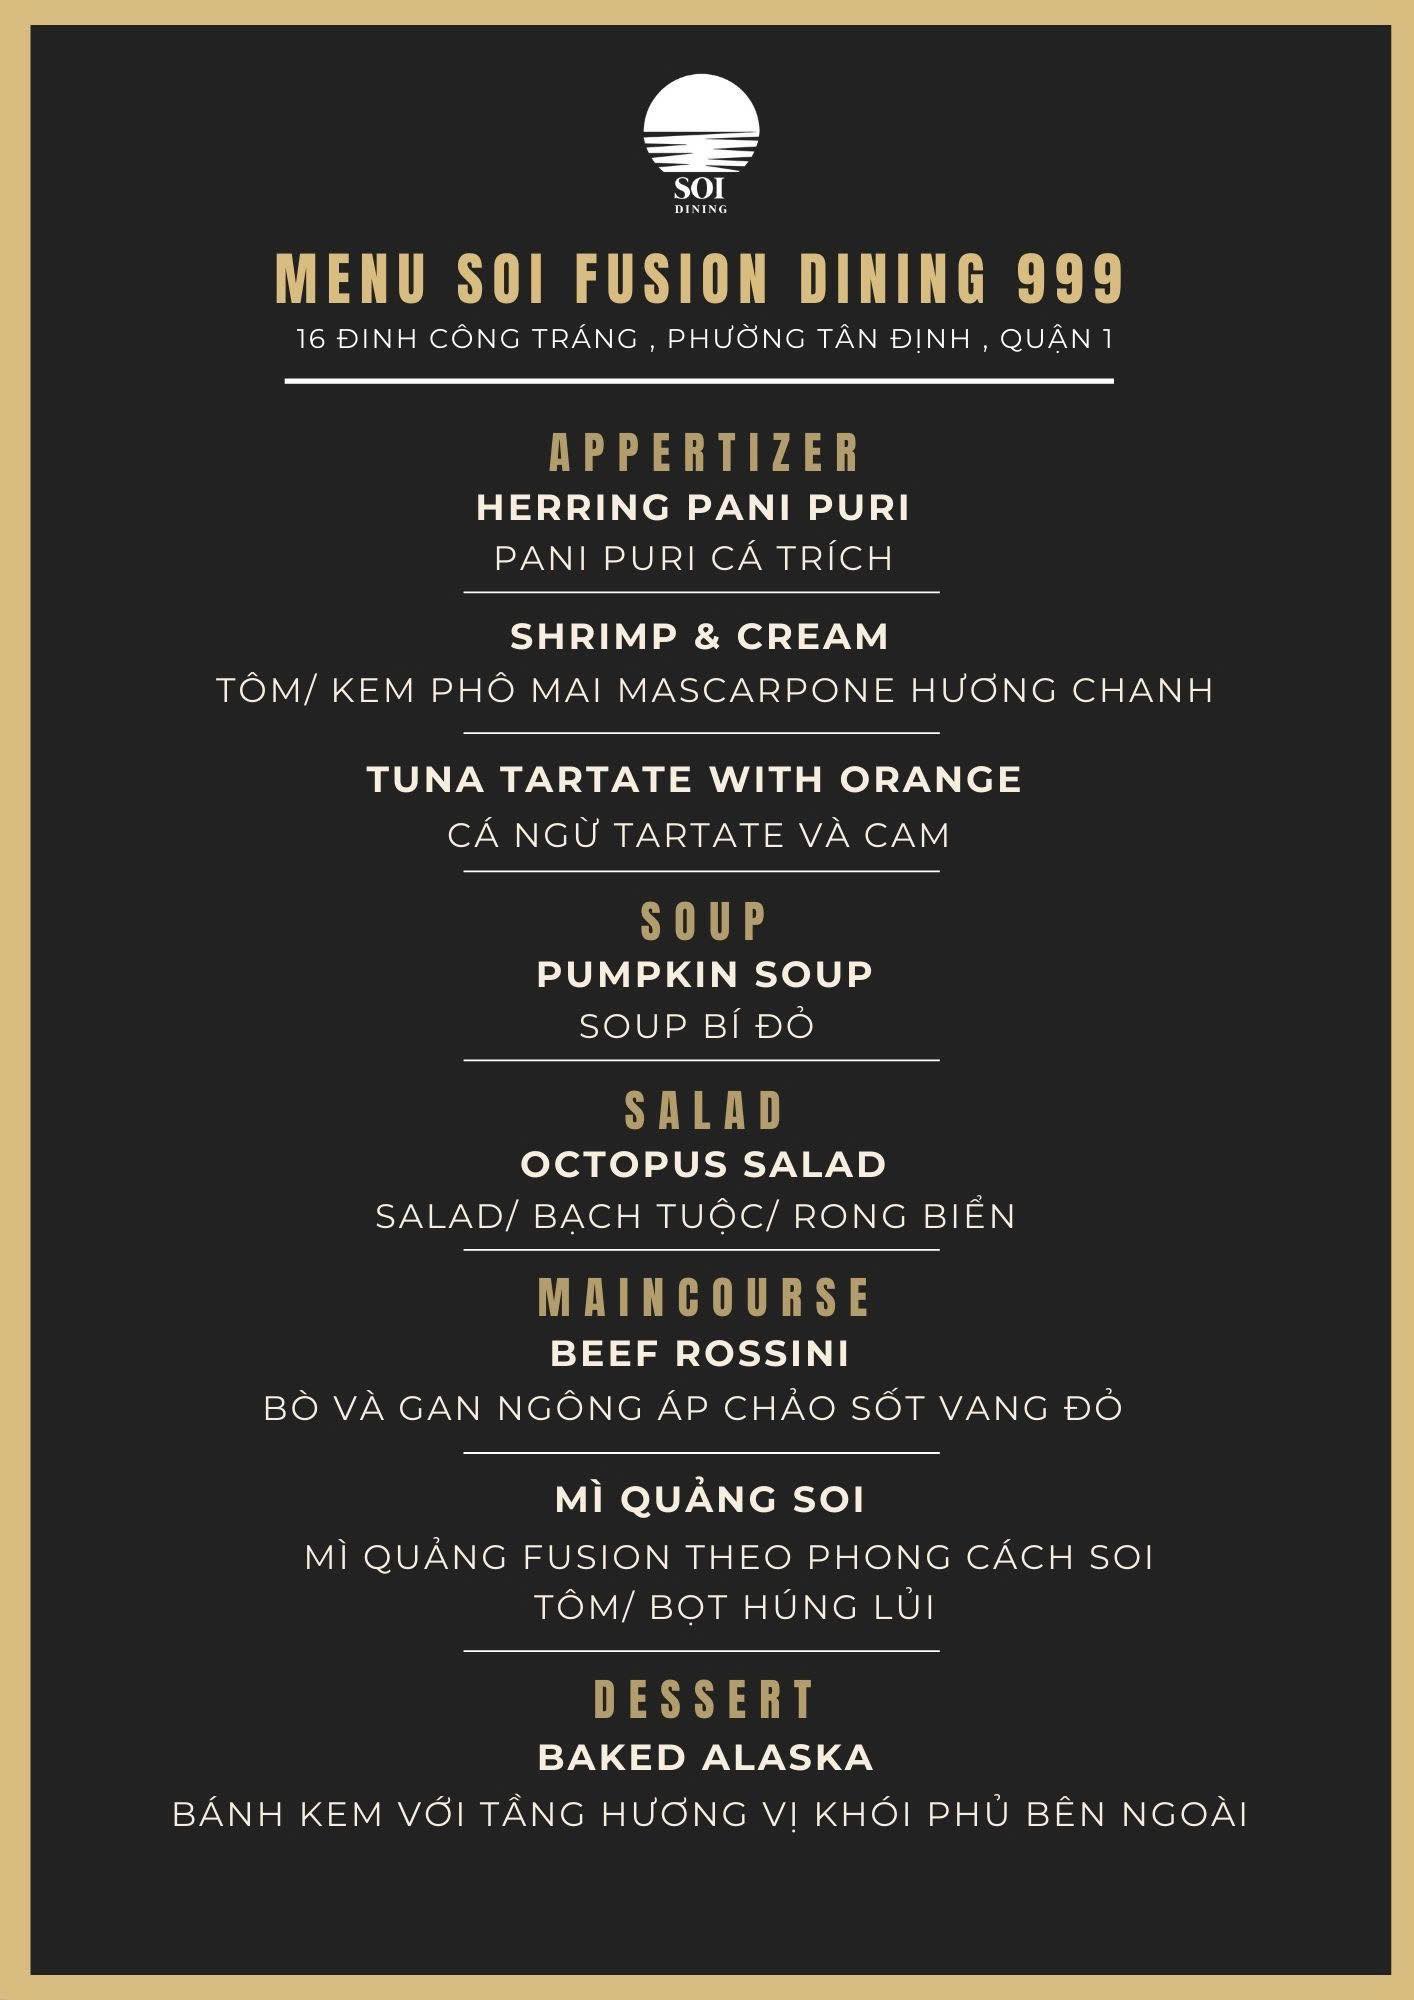 SOI
DINING
MENU SOI FUSION DINING 999
16 ĐINH CÔNG TRÁNG , PHƯỜNG TÂN ĐỊNH , QUẬN 1
APPERTIZER
HERRING PANI PURI
PANI PURI CÁ TRÍCH
SHRIMP & CREAM
TÔM/ KEM PHÔ MAI MASCARPONE HƯƠNG CHANH
TUNA TARTATE WITH ORANGE
CÁ NGỪ TARTATE VÀ CAM
SOUP
PUMPKIN SOUP
SOUP BÍ ĐỎ
SALAD
OCTOPUS SALAD
SALAD/ BẠCH TUỘC/ RONG BIỂN
MAINCOURSE
BEEF ROSSINI
BÒ VÀ GAN NGÔNG ÁP CHẢO SỐT VANG ĐỎ
MÌ QUẢNG SOI
MÌ QUẢNG FUSION THEO PHONG CÁCH SOI
TÔM/ BỌT HÚNG LỦI
DESSERT
BAKED ALASKA
BÁNH KEM VỚI TẦNG HƯƠNG VỊ KHÓI PHỦ BÊN NGOÀI